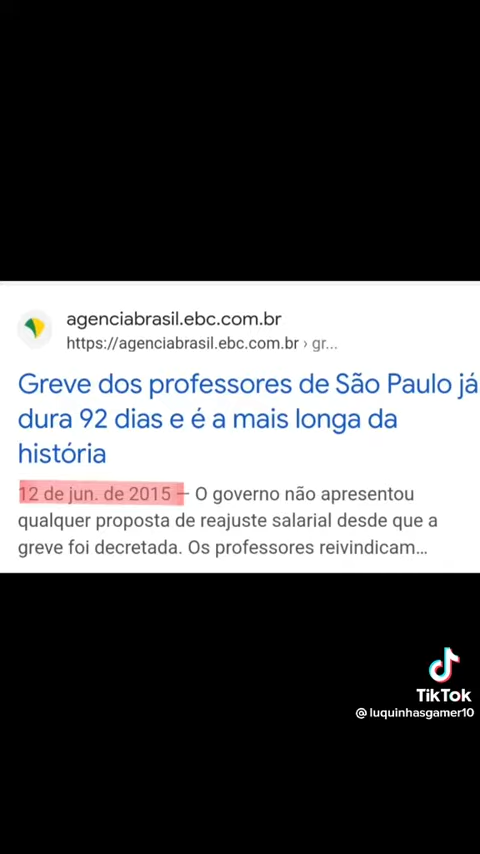 agenciabrasil.ebc.com.br
https://agenciabrasil.ebc.com.br › gr...
Greve dos professores de São Paulo já
dura 92 dias e é a mais longa da
história
12 de jun. de 2015 — O governo não apresentou
qualquer proposta de reajuste salarial desde que a
greve foi decretada. Os professores reivindicam...
TikTok
@luquinhasgamer10